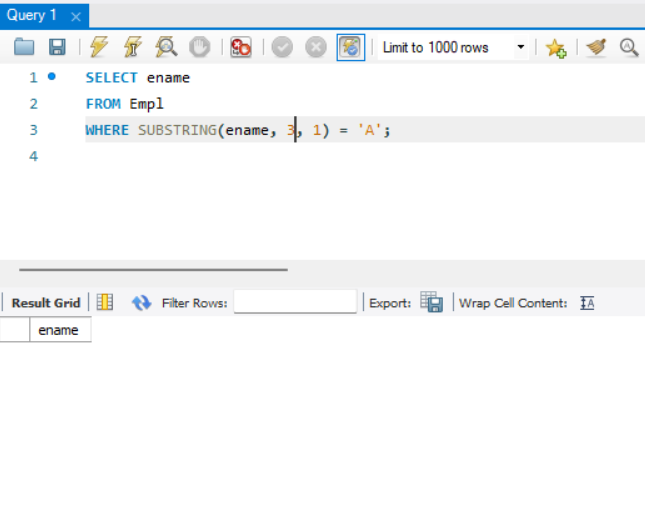 Query 1
Limit to 1000 rows
1 SELECT ename
2 FROM Empl
3 WHERE SUBSTRING(ename, 3, 1) = 'A';
4
Result Grid Filter Rows: Export: Wrap Cell Content:
ename